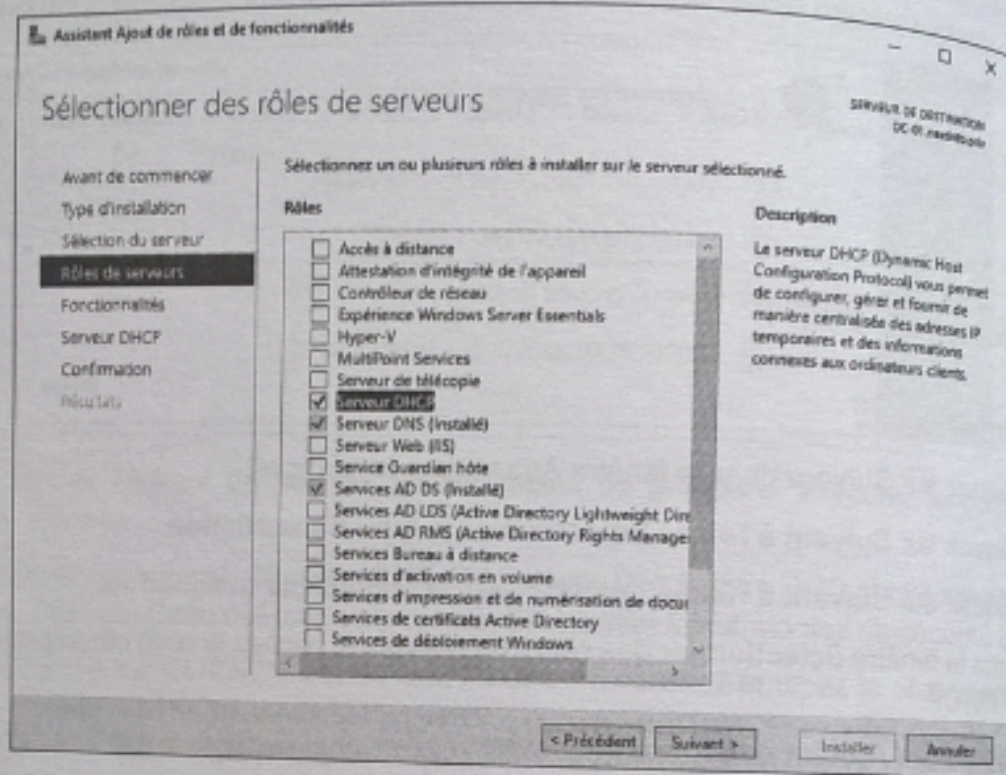 Assistant Ajout de rôles et de fonctionnalités
Sélectionner des rôles de serveurs
SERVEUR DE DESTINATION
Avant de commencer
Type d'installation
Sélection du serveur
Rôles de serveurs
Fonctionnalités
Serveur DHCP
Confirmation
Résultats
Sélectionnez un ou plusieurs rôles à installer sur le serveur sélectionné.
Rôles
Accès à distance
Attestation d'intégrité de l'appareil
Contrôleur de réseau
Expérience Windows Server Essentials
Hyper-V
MultiPoint Services
Serveur de télécopie
Serveur DHCP
Serveur DNS (Installé)
Serveur Web (IIS)
Service Guardian hôte
Services AD DS (Installé)
Services AD LDS (Active Directory Lightweight Dire
Services AD RMS (Active Directory Rights Manager
Services Bureau à distance
Services d'activation en volume
Services d'impression et de numérisation de docu
Services de certificats Active Directory
Services de déploiement Windows
Description
Le serveur DHCP (Dynamic Host
Configuration Protocol) vous permet
de configurer, gérer et fournir de
manière centralisée des adresses IP
temporaires et des informations
connexes aux ordinateurs clients.
< Précédent
Suivant >
Installer
Annuler